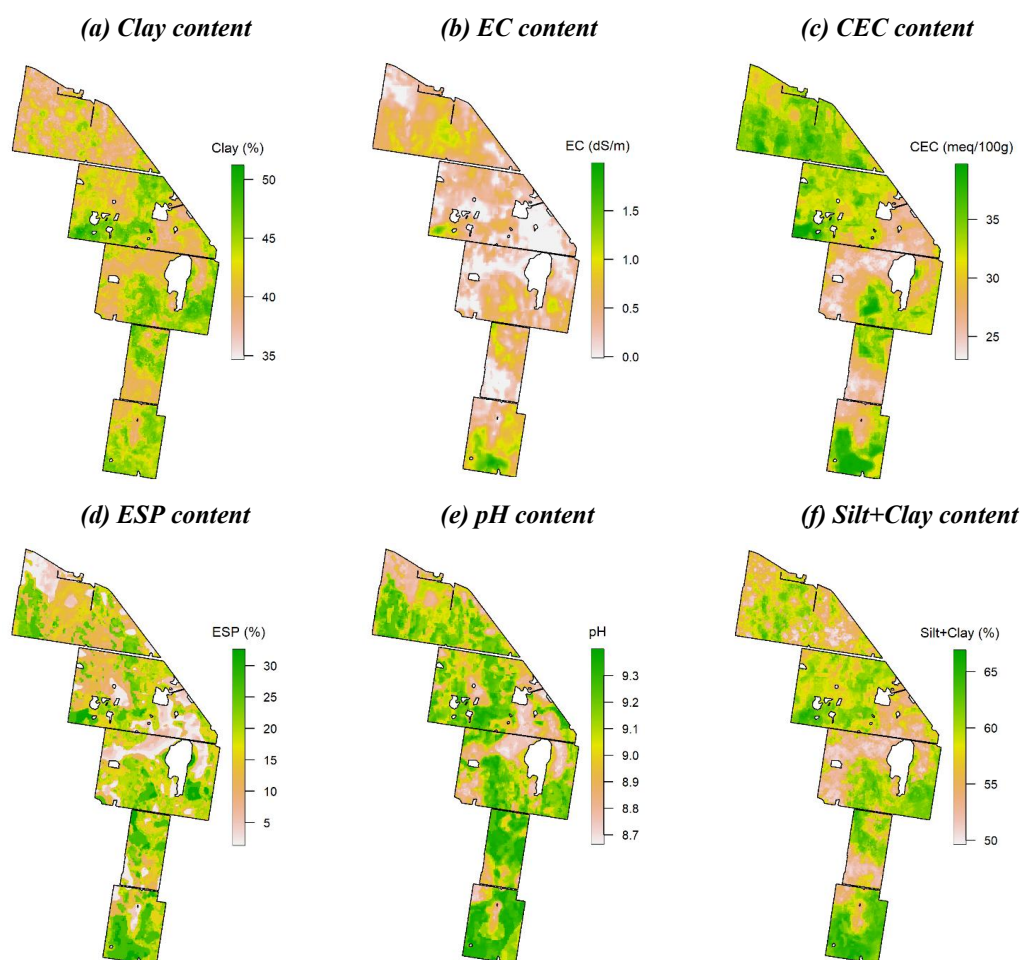 (a) Clay content
(b) EC content
(c) CEC content
Clay (%)
50
45
40
35
EC (dS/m)
1.5
1.0
0.5
0.0
CEC (meq/100g)
35
30
25
(d) ESP content
(e) pH content
(f) Silt+Clay content
ESP (%)
30
25
20
15
10
5
pH
9.3
9.2
9.1
9.0
8.9
8.8
8.7
Silt+Clay (%)
65
60
55
50